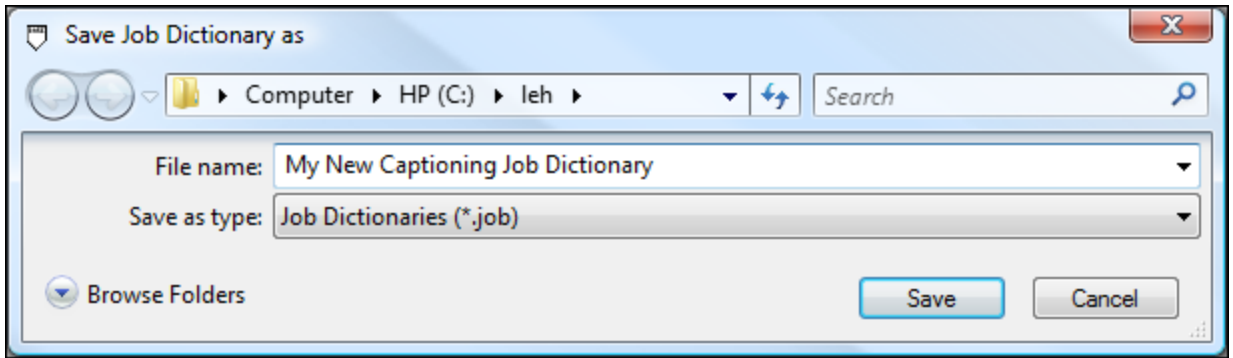 Save Job Dictionary as
Computer HP (C:) leh Search
File name: My New Captioning Job Dictionary
Save as type: Job Dictionaries (*.job)
Browse Folders Save Cancel